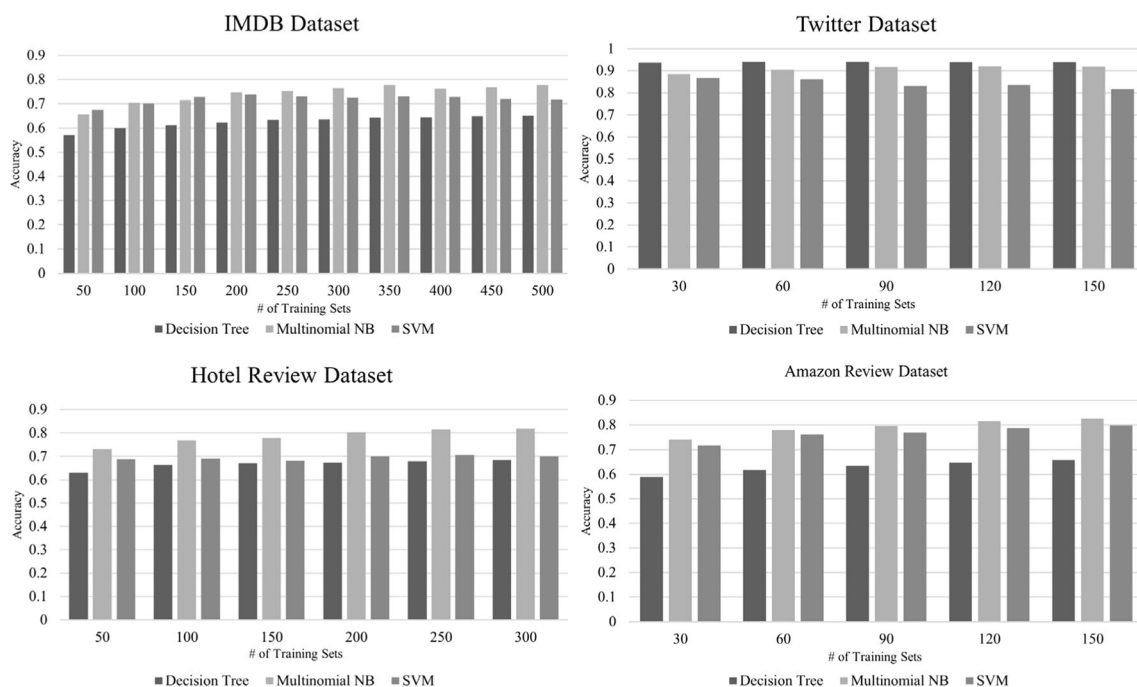 IMDB Dataset
0.9
0.8
0.7
0.6
0.5
0.4
0.3
0.2
0.1
0
Accuracy
50 100 150 200 250 300 350 400 450 500
# of Training Sets
Decision Tree Multinomial NB SVM
Twitter Dataset
1
0.9
0.8
0.7
0.6
0.5
0.4
0.3
0.2
0.1
0
Accuracy
30 60 90 120 150
# of Training Sets
Decision Tree Multinomial NB SVM
Hotel Review Dataset
0.9
0.8
0.7
0.6
0.5
0.4
0.3
0.2
0.1
0
Accuracy
50 100 150 200 250 300
# of Training Sets
Decision Tree Multinomial NB SVM
Amazon Review Dataset
0.9
0.8
0.7
0.6
0.5
0.4
0.3
0.2
0.1
0
Accuracy
30 60 90 120 150
# of Training Sets
Decision Tree Multinomial NB SVM